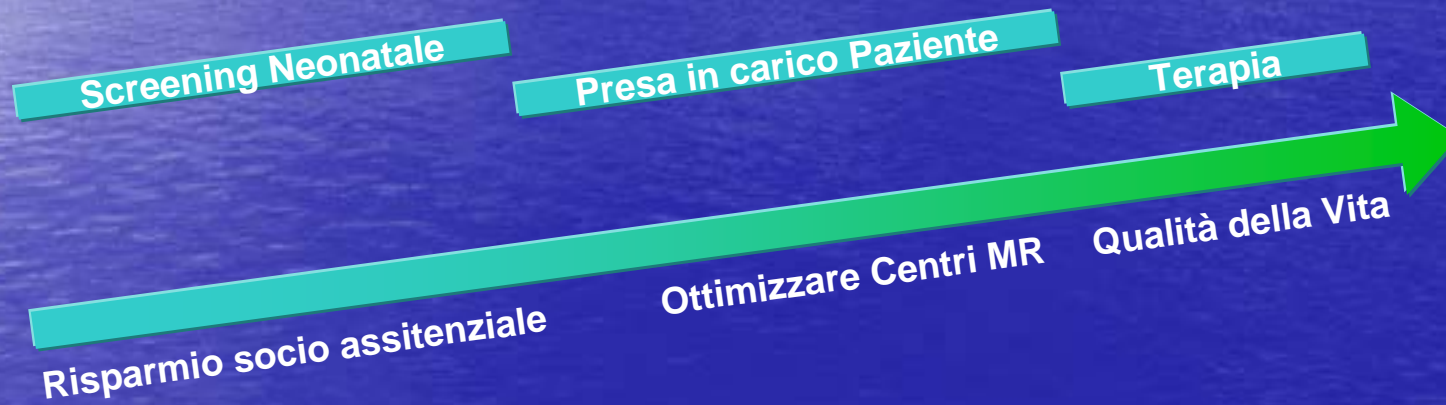 Screening Neonatale
Presa in carico Paziente
Terapia
Risparmio socio assitenziale
Ottimizzare Centri MR
Qualità della Vita